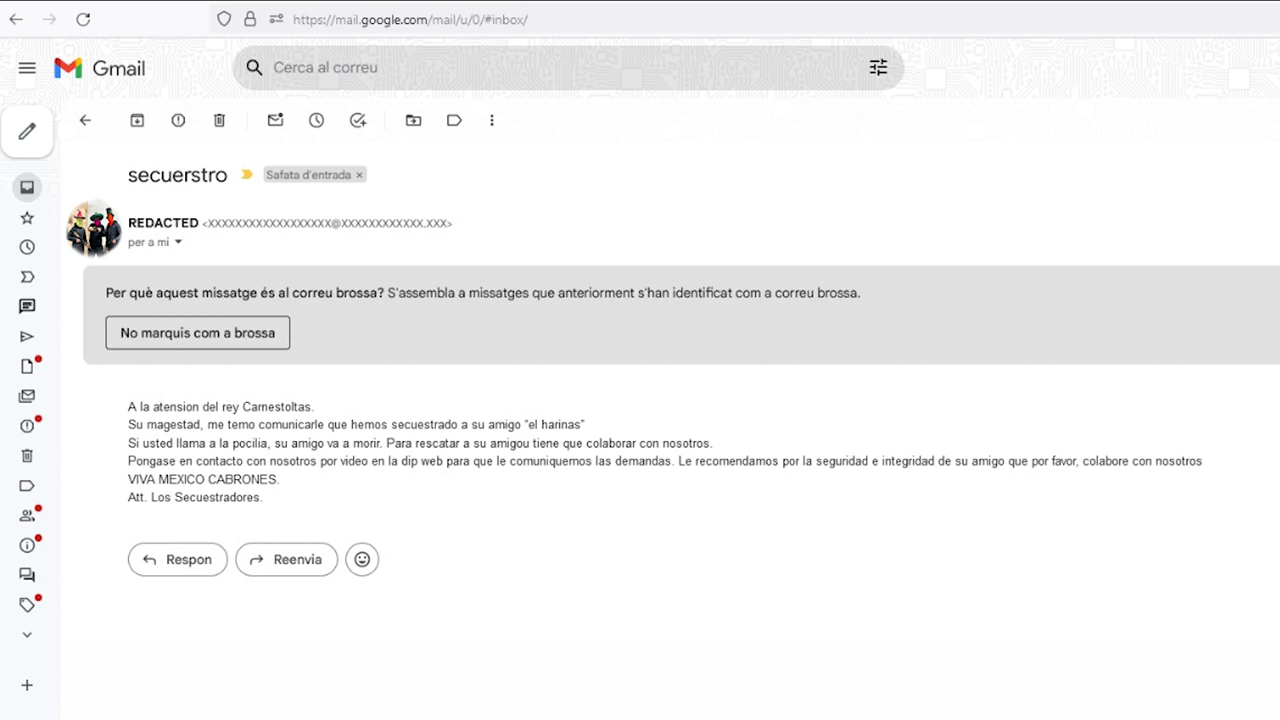 https://mail.google.com/mail/u/0/#inbox/
Gmail
Cerca al correu
secuerstro
Safata d'entrada ×
REDACTED <XXXXXXXXXXXXXXXXXX@XXXXXXXXXXXX.XXX>
per a mi
Per què aquest missatge és al correu brossa? S'assembla a missatges que anteriorment s'han identificat com a correu brossa.
No marquis com a brossa
A la atension del rey Carnestoltas.
Su magestad, me temo comunicarle que hemos secuestrado a su amigo "el harinas"
Si usted llama a la pocilia, su amigo va a morir. Para rescatar a su amigou tiene que colaborar con nosotros.
Pongase en contacto con nosotros por video en la dip web para que le comuniquemos las demandas. Le recomendamos por la seguridad e integridad de su amigo que por favor, colabore con nosotros
VIVA MEXICO CABRONES.
Att. Los Secuestradores.
Respon
Reenvia